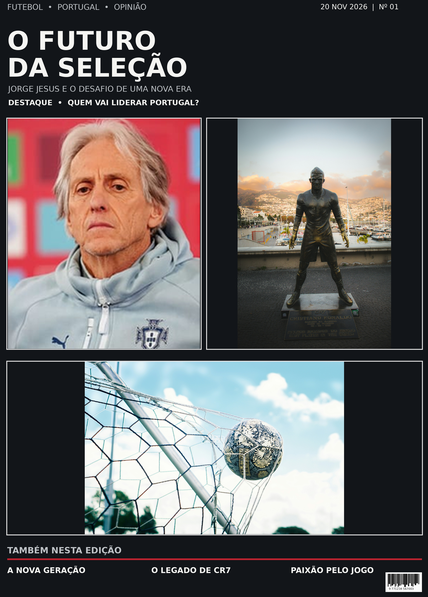 FUTEBOL • PORTUGAL • OPINIÃO
20 NOV 2026 | Nº 01
O FUTURO
DA SELEÇÃO
JORGE JESUS E O DESAFIO DE UMA NOVA ERA
DESTAQUE • QUEM VAI LIDERAR PORTUGAL?
TAMBÉM NESTA EDIÇÃO
A NOVA GERAÇÃO
O LEGADO DE CR7
PAIXÃO PELO JOGO